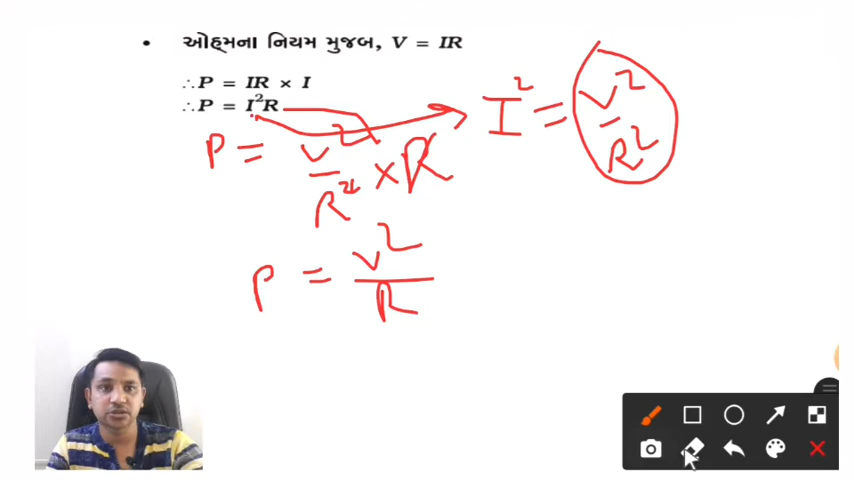 • ઓહ્મના નિયમ મુજબ, V = IR
∴P = IR × I
∴P = I²R
I² = V²/R²
P = V²/R² × R
P = V²/R